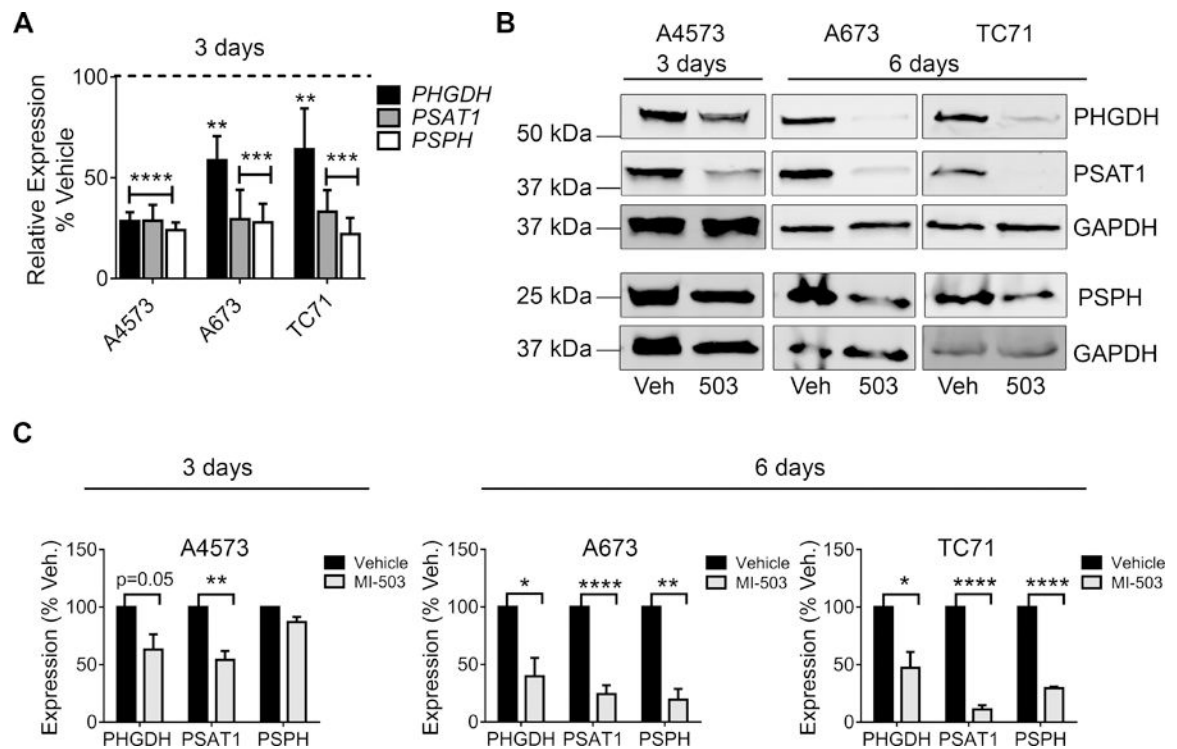 A
3 days
Relative Expression
% Vehicle
100
50
0
****
**
***
**
***
PHGDH
PSAT1
PSPH
A4573
A673
TC71
B
A4573
A673
TC71
3 days
6 days
50 kDa
PHGDH
37 kDa
PSAT1
37 kDa
GAPDH
25 kDa
PSPH
37 kDa
GAPDH
Veh 503
Veh 503
Veh 503
C
3 days
6 days
A4573
Expression (% Veh.)
150
100
50
0
p=0.05
**
Vehicle
MI-503
PHGDH PSAT1 PSPH
A673
Expression (% Veh.)
150
100
50
0
*
****
**
Vehicle
MI-503
PHGDH PSAT1 PSPH
TC71
Expression (% Veh.)
150
100
50
0
*
****
****
Vehicle
MI-503
PHGDH PSAT1 PSPH